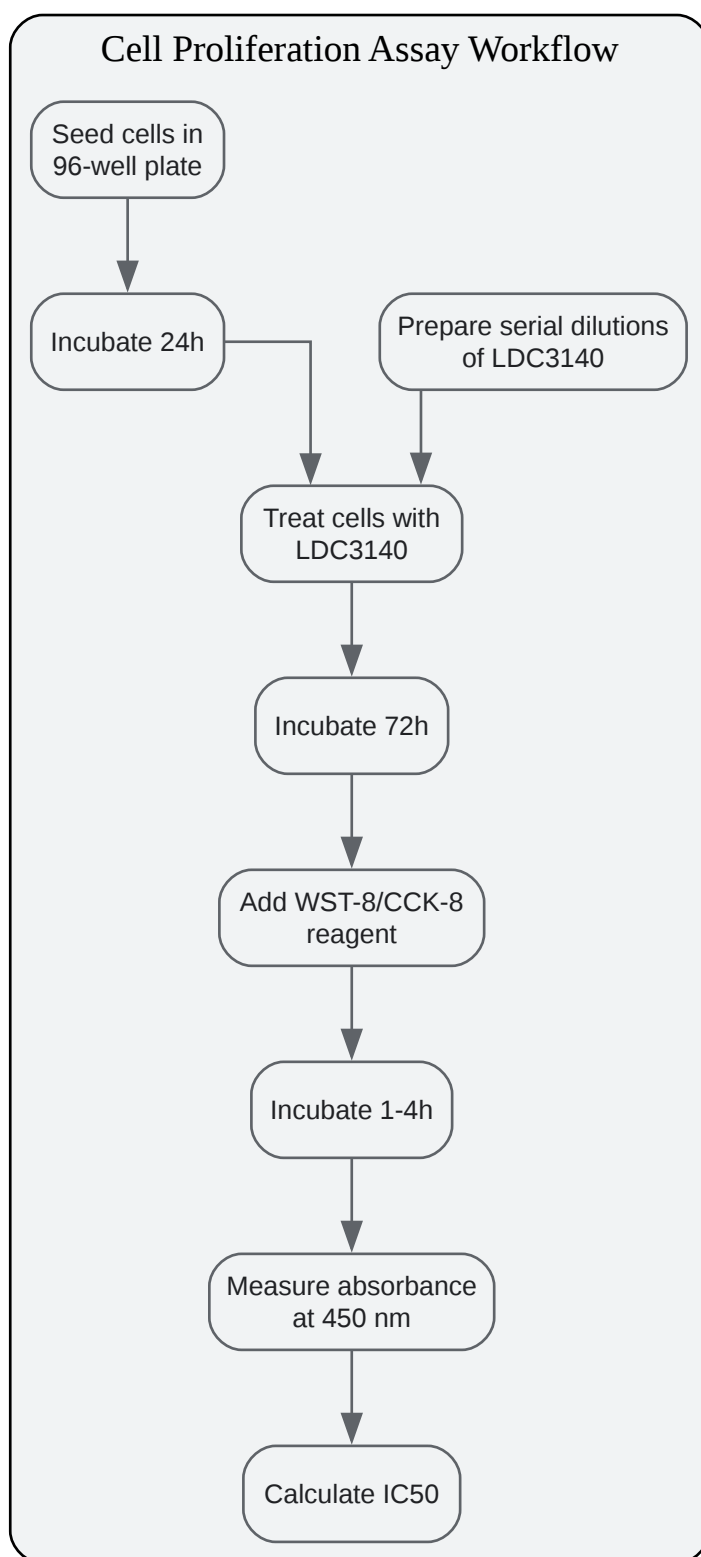 Cell Proliferation Assay Workflow
Seed cells in
96-well plate
Incubate 24h
Prepare serial dilutions
of LDC3140
Treat cells with
LDC3140
Incubate 72h
Add WST-8/CCK-8
reagent
Incubate 1-4h
Measure absorbance
at 450 nm
Calculate IC50